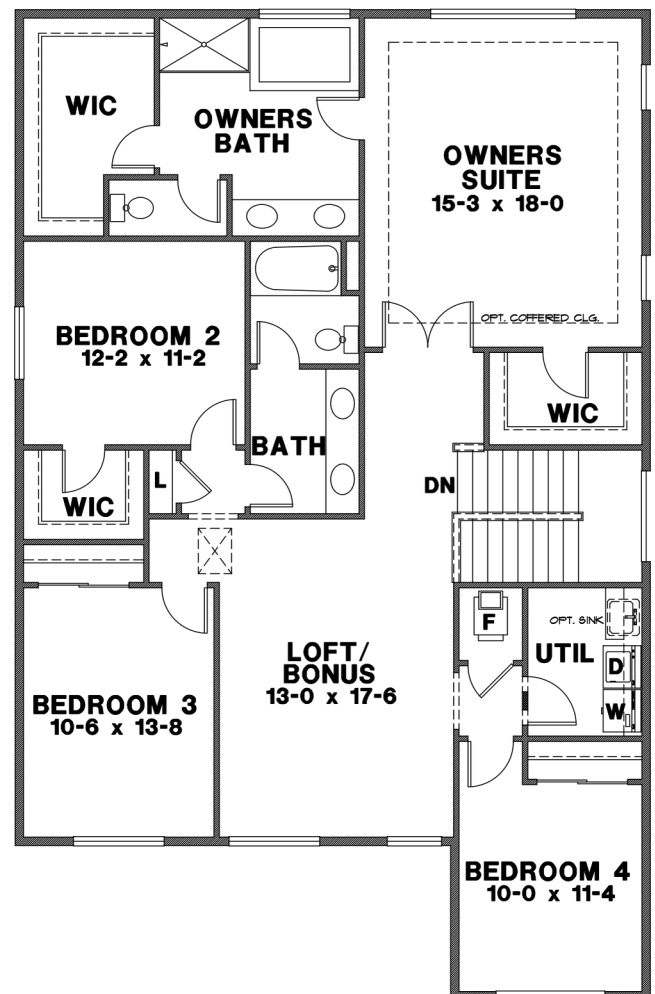 WIC
OWNERS
BATH
OWNERS
SUITE
15-3 x 18-0
OPT. COFFERED CLG.
BEDROOM 2
12-2 x 11-2
WIC
BATH
L
WIC
DN
F
OPT. SINK
UTIL
D
W
LOFT/
BONUS
13-0 x 17-6
BEDROOM 3
10-6 x 13-8
BEDROOM 4
10-0 x 11-4